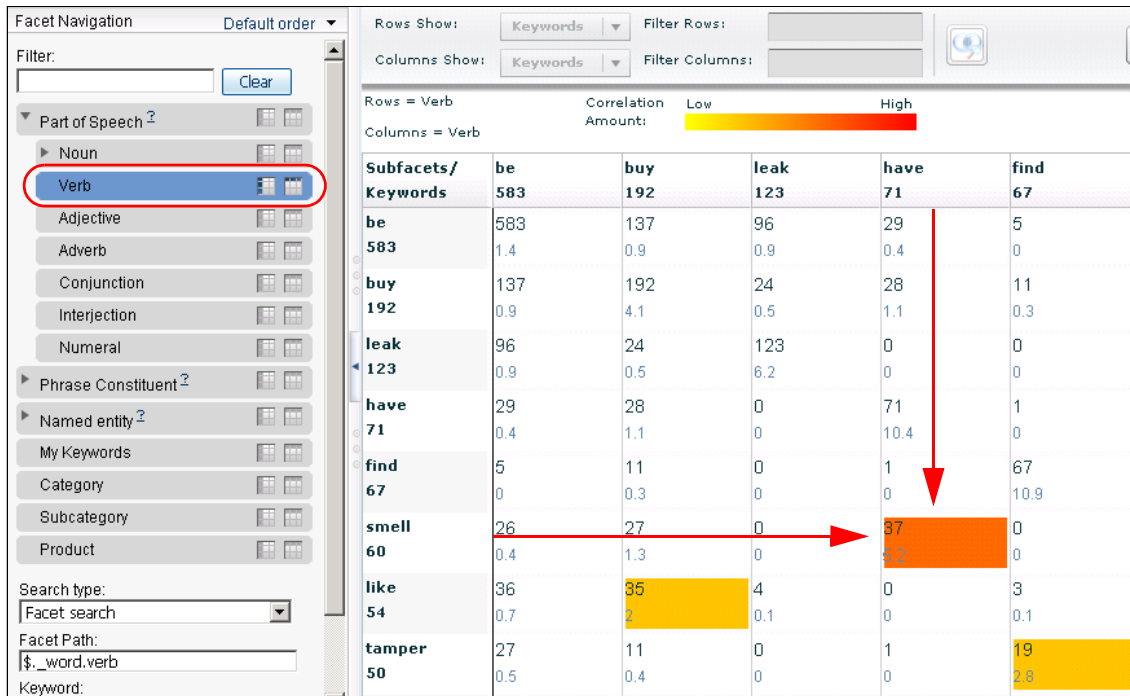 Facet Navigation
Default order
Filter:
Clear
Part of Speech ?
Noun
Verb
Adjective
Adverb
Conjunction
Interjection
Numeral
Phrase Constituent ?
Named entity ?
My Keywords
Category
Subcategory
Product
Search type:
Facet search
Facet Path:
$._word.verb
Keyword:
Rows Show: Keywords Filter Rows:
Columns Show: Keywords Filter Columns:
Rows = Verb
Columns = Verb
Correlation
Amount:
Low High
Subfacets/ be buy leak have find
Keywords 583 192 123 71 67
be 583 137 96 29 5
583 1.4 0.9 0.9 0.4 0
buy 137 192 24 28 11
192 0.9 4.1 0.5 1.1 0.3
leak 96 24 123 0 0
123 0.9 0.5 6.2 0 0
have 29 28 0 71 1
71 0.4 1.1 0 10.4 0
find 5 11 0 1 67
67 0 0.3 0 0 10.9
smell 26 27 0 37 0
60 0.4 1.3 0 5.2 0
like 36 35 4 0 3
54 0.7 2 0.1 0 0.1
tamper 27 11 0 1 19
50 0.5 0.4 0 0 2.8